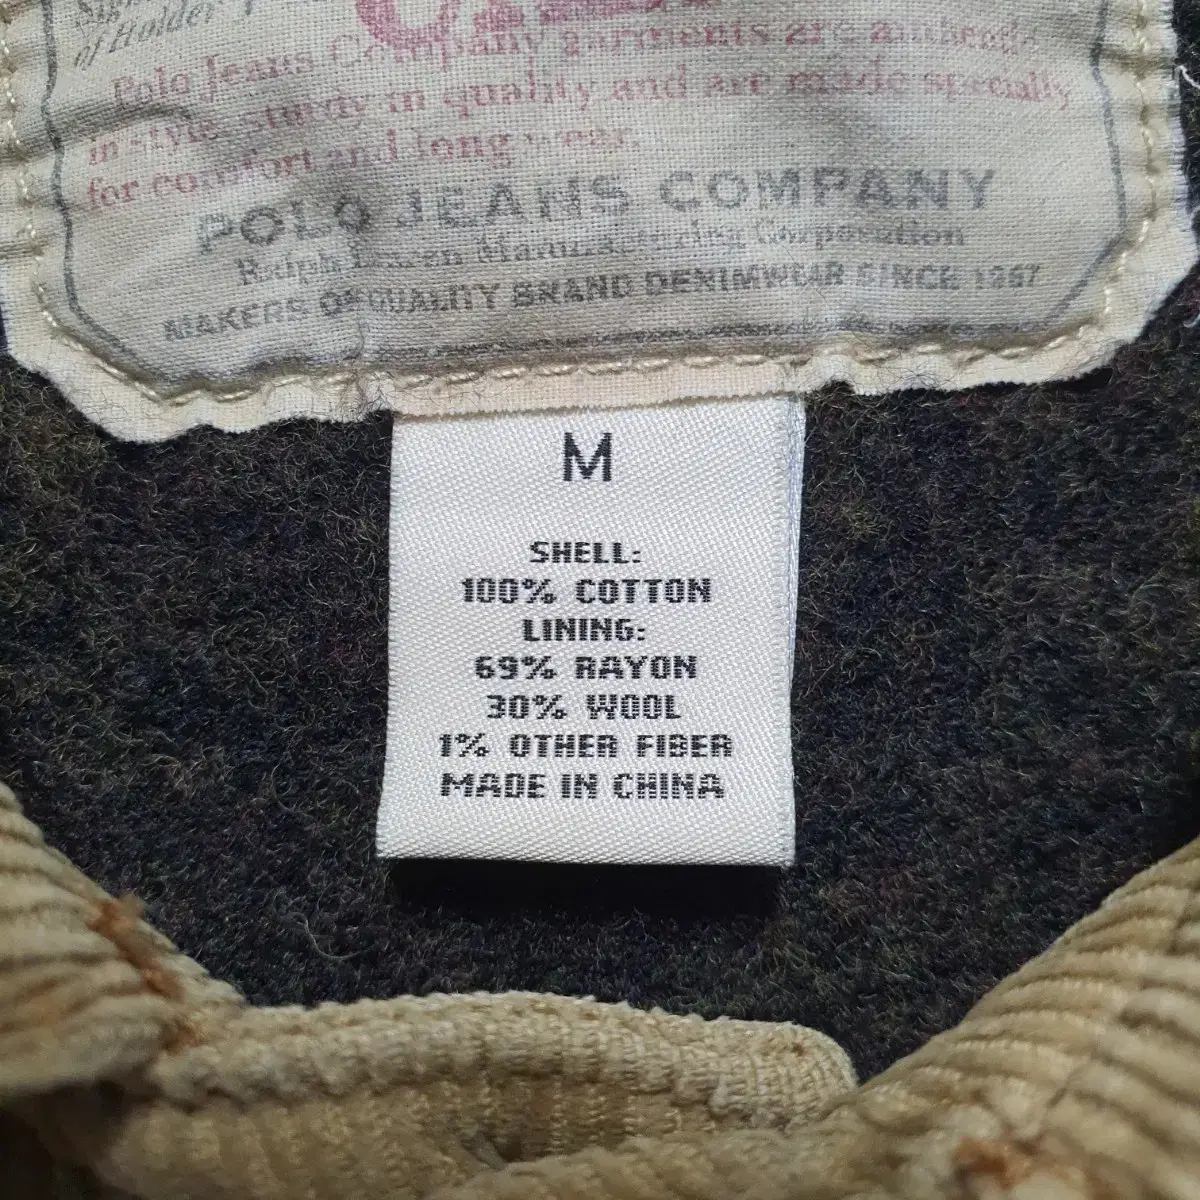 of Holder
Polo Jeans Company garments are authentic
in style, sturdy in quality and are made specially
for comfort and long wear.
POLO JEANS COMPANY
Ralph Lauren Manufacturing Corporation
MAKERS OF QUALITY BRAND DENIMWEAR SINCE 1967
M
SHELL:
100% COTTON
LINING:
69% RAYON
30% WOOL
1% OTHER FIBER
MADE IN CHINA